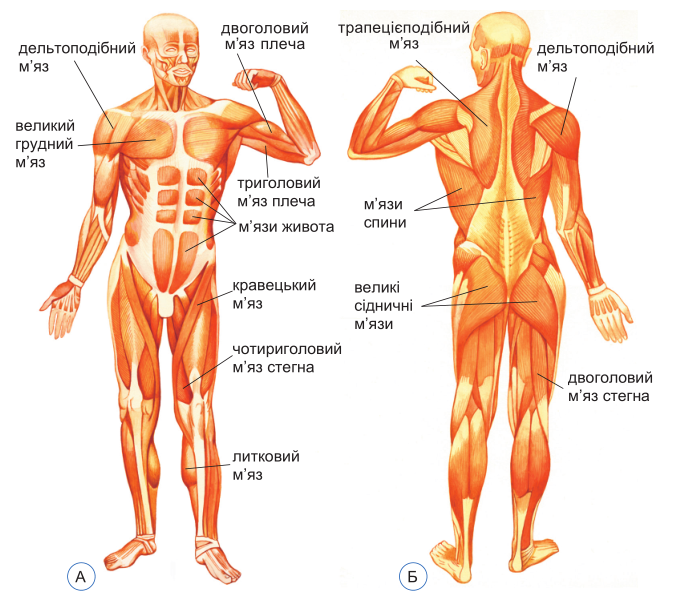 двоголовий
м’яз плеча
дельтоподібний
м’яз
великий
грудний
м’яз
триголовий
м’яз плеча
м’язи живота
кравецький
м’яз
чотириголовий
м’яз стегна
литковий
м’яз
А
трапецієподібний
м’яз
дельтоподібний
м’яз
м’язи
спини
великі
сідничні
м’язи
двоголовий
м’яз стегна
Б